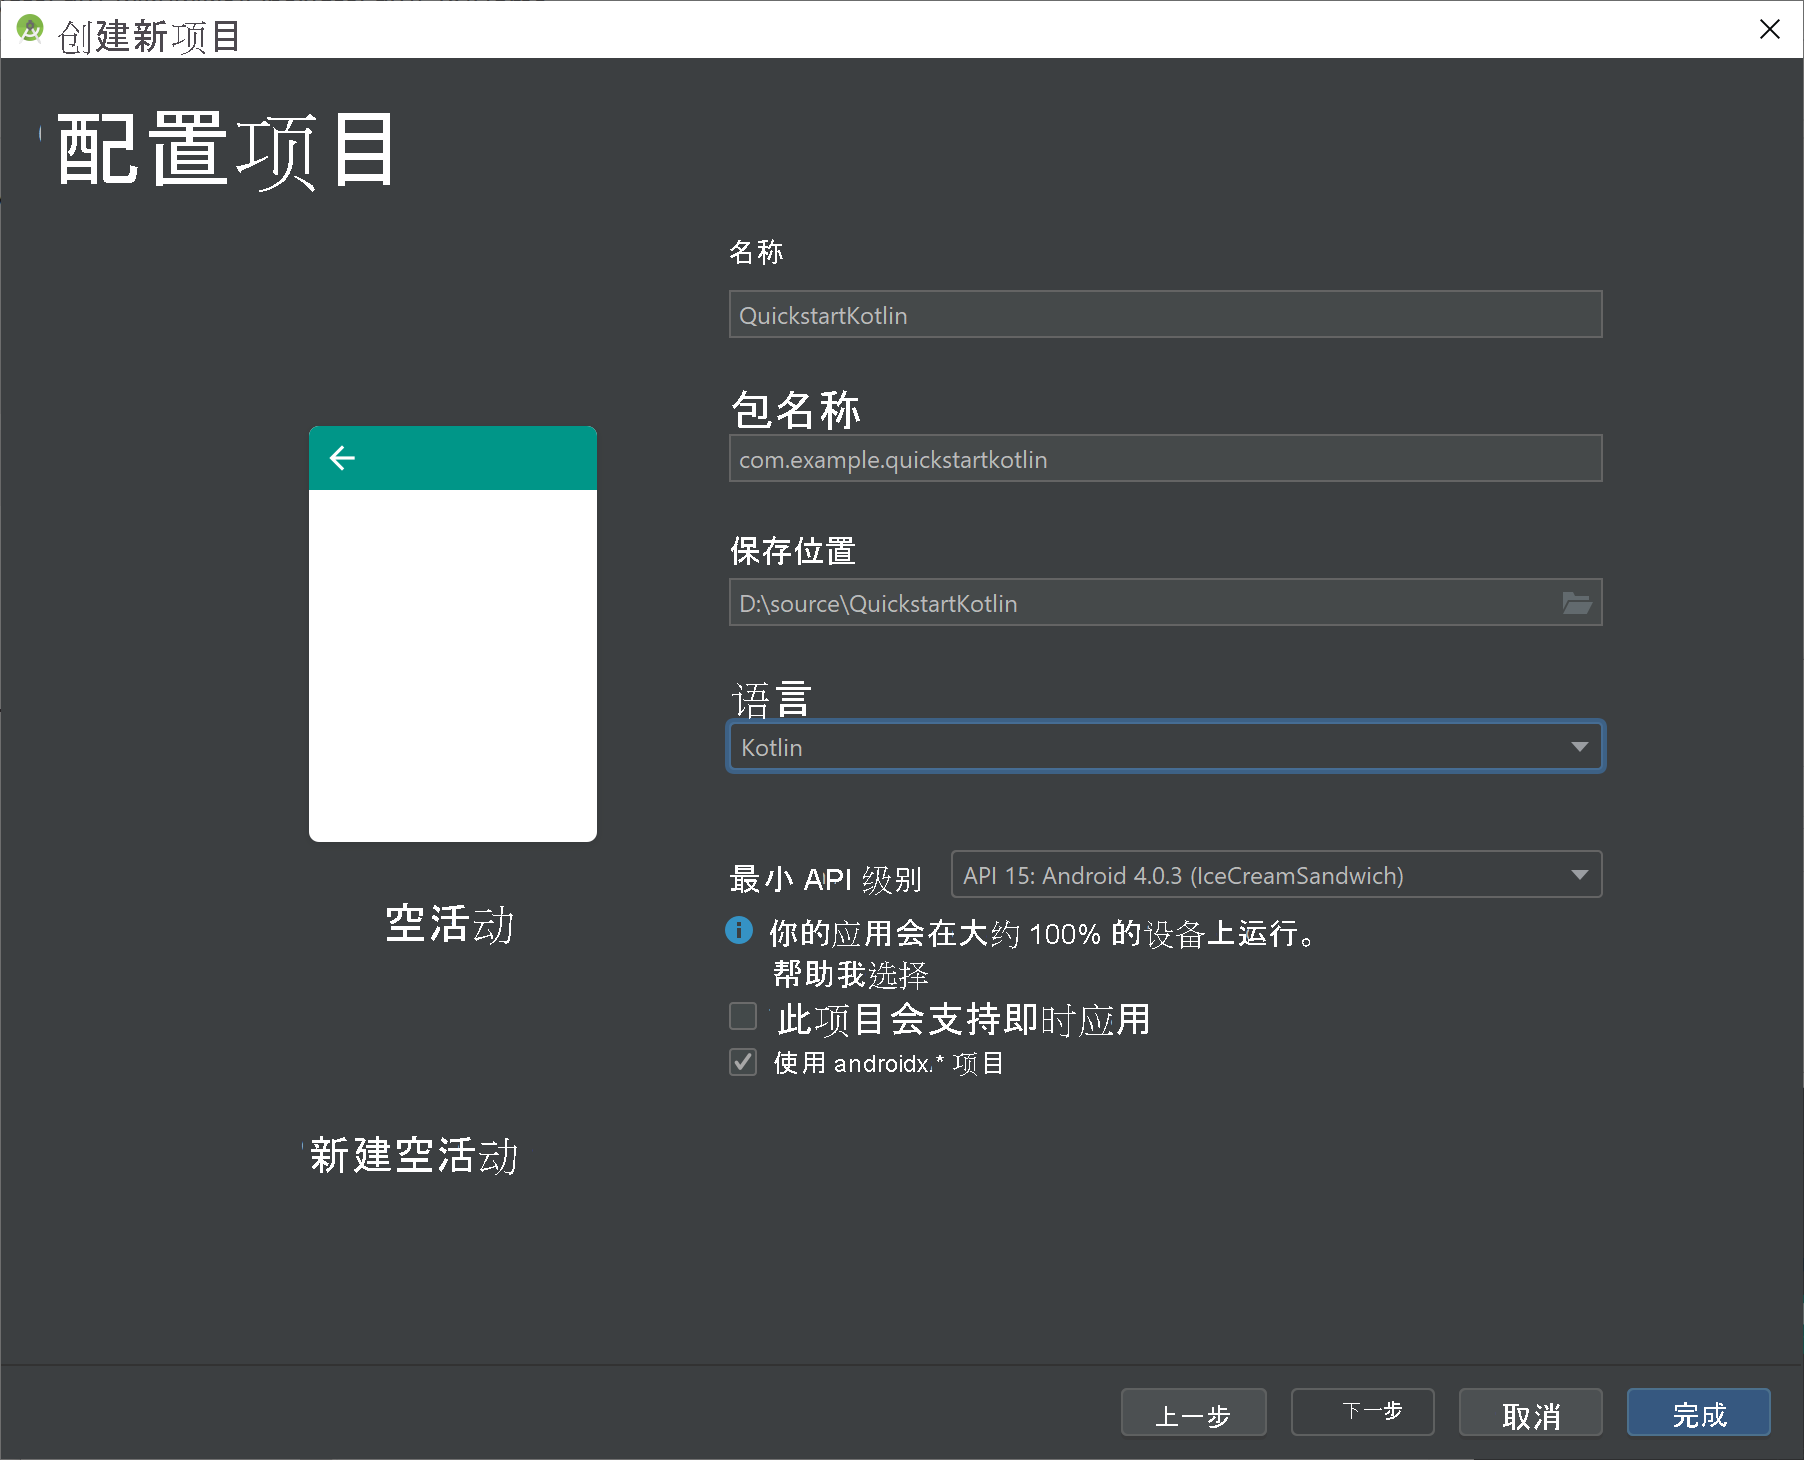 创建新项目
配置项目
名称
QuickstartKotlin
包名称
com.example.quickstartkotlin
保存位置
D:\source\QuickstartKotlin
语言
Kotlin
最小 API 级别
API 15: Android 4.0.3 (IceCreamSandwich)
空活动
你的应用会在大约 100% 的设备上运行。
帮助我选择
此项目会支持即时应用
使用 androidx.* 项目
新建空活动
上一步
下一步
取消
完成